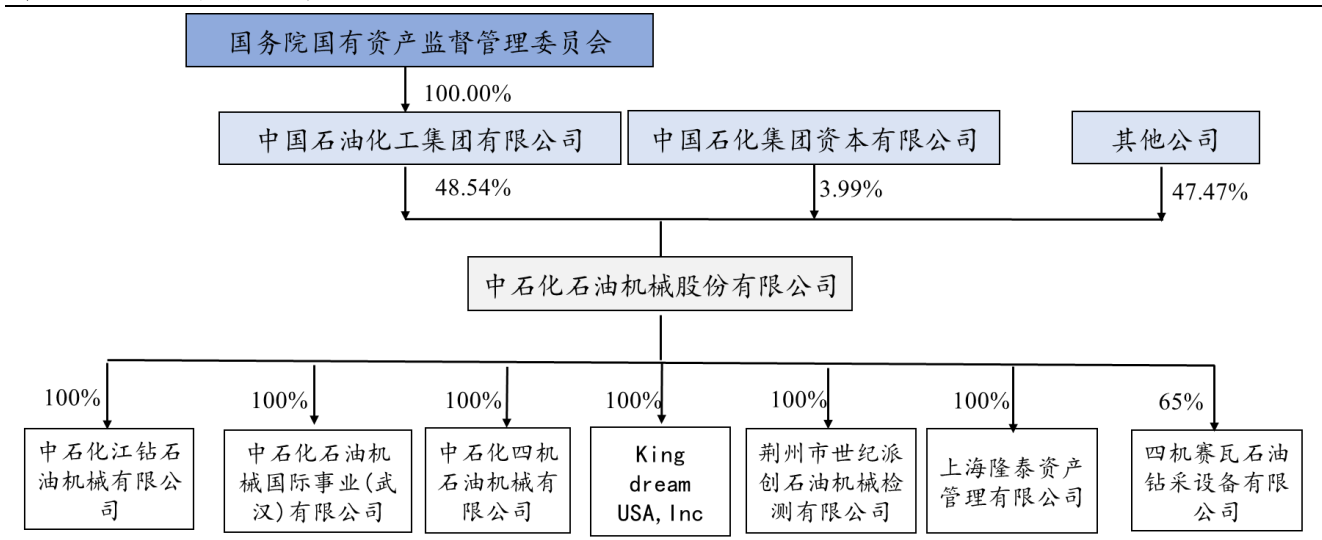 国务院国有资产监督管理委员会
100.00%
中国石油化工集团有限公司
中国石化集团资本有限公司
其他公司
48.54%
3.99%
47.47%
中石化石油机械股份有限公司
100%
100%
100%
100%
100%
100%
65%
中石化江钻石
油机械有限公
司
中石化石油机
械国际事业(武
汉)有限公司
中石化四机
石油机械有
限公司
King
dream
USA,Inc
荆州市世纪派
创石油机械检
测有限公司
上海隆泰资产
管理有限公司
四机赛瓦石油
钻采设备有限
公司